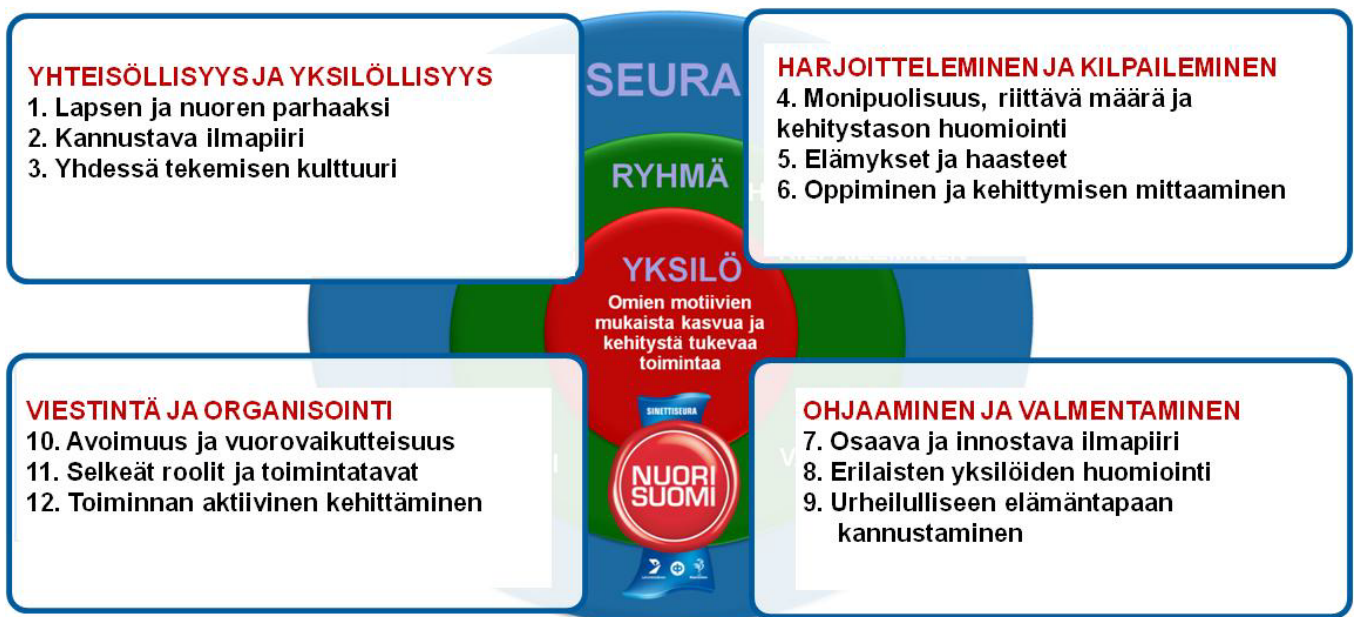 YHTEISÖLLISYYS JA YKSILÖLLISYYS
1. Lapsen ja nuoren parhaaksi
2. Kannustava ilmapiiri
3. Yhdessä tekemisen kulttuuri
SEURA
RYHMÄ
YKSILÖ
Omien motiivien
mukaista kasvua ja
kehitystä tukevaa
toimintaa
HARJOITTELEMINEN JA KILPAILEMINEN
4. Monipuolisuus, riittävä määrä ja
kehitystason huomiointi
5. Elämykset ja haasteet
6. Oppiminen ja kehittymisen mittaaminen
VIESTINTÄ JA ORGANISOINTI
10. Avoimuus ja vuorovaikutteisuus
11. Selkeät roolit ja toimintatavat
12. Toiminnan aktiivinen kehittäminen
SINETTISEURA
NUORI
SUOMI
OHJAAMINEN JA VALMENTAMINEN
7. Osaava ja innostava ilmapiiri
8. Erilaisten yksilöiden huomiointi
9. Urheilulliseen elämäntapaan
kannustaminen